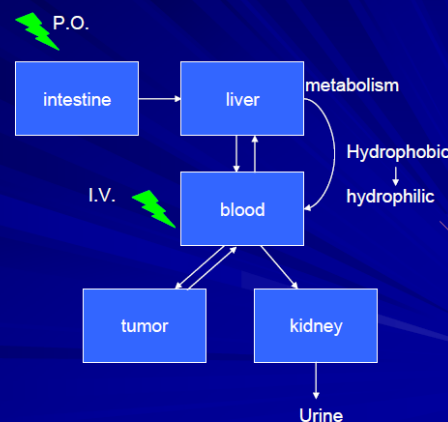 P.O.
intestine
liver
metabolism
Hydrophobic
hydrophilic
I.V.
blood
tumor
kidney
Urine